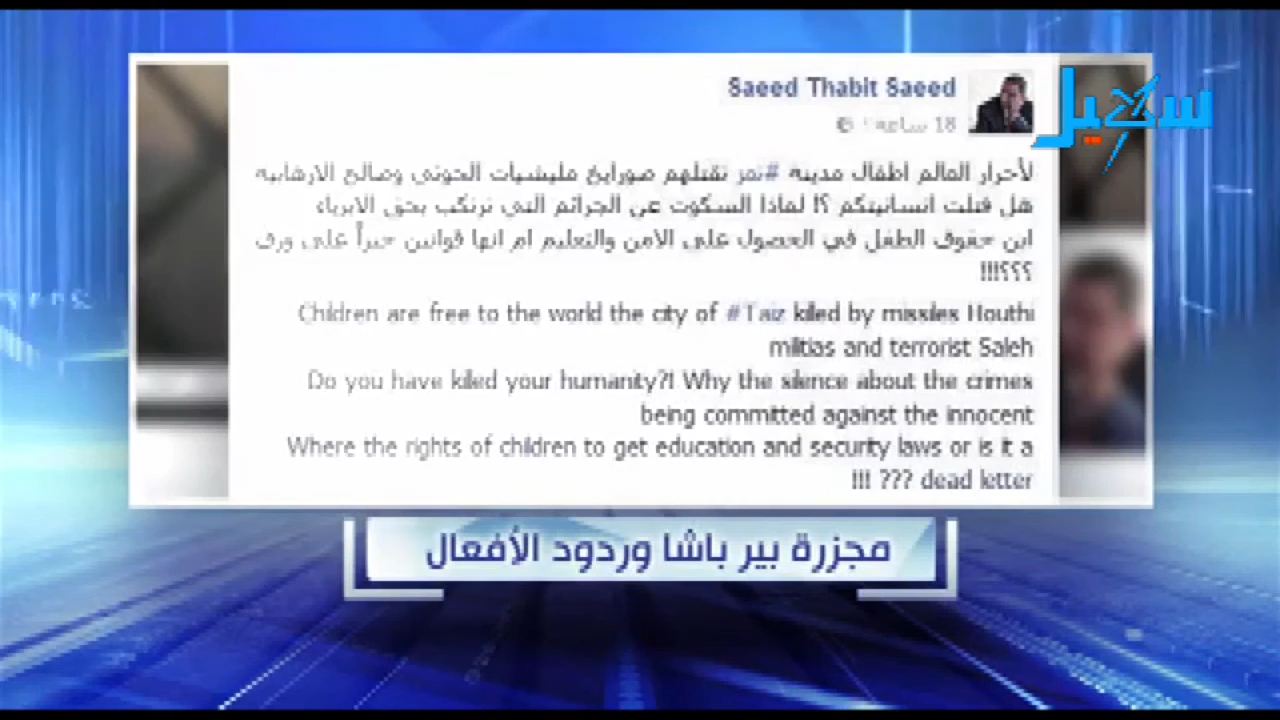 سهيل
Saeed Thabit Saeed
18 ساعة ·
لأحرار العالم اطفال مدينة #تعز تقتلهم صورايخ مليشيات الحوثي وصالح الارهابية
هل قتلت انسانيتكم ؟! لماذا السكوت عن الجرائم التي ترتكب بحق الابرياء
اين حقوق الطفل في الحصول على الامن والتعليم ام انها قوانين حبراً على ورق
؟؟؟!!!
Children are free to the world the city of #Taiz killed by missiles Houthi
militias and terrorist Saleh
Do you have killed your humanity?! Why the silence about the crimes
being committed against the innocent
Where the rights of children to get education and security laws or is it a
!!! ??? dead letter
مجزرة بير باشا وردود الأفعال